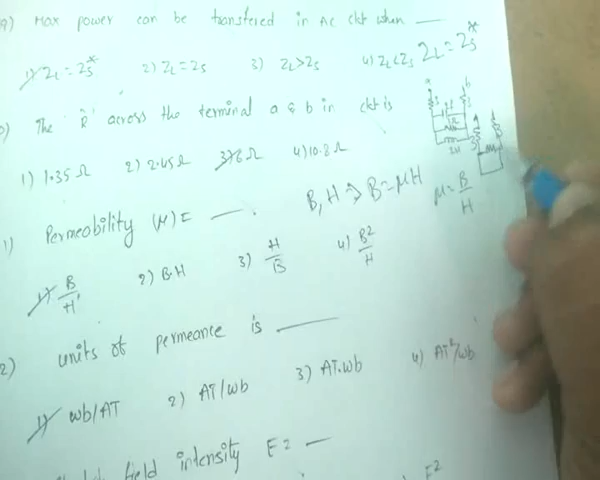 9) Max power can be transfered in AC ckt when —
1) ZL = Zs* 2) ZL = Zs 3) ZL > Zs 4) ZL < Zs ZL = Zs*
0) The 'R' across the terminal a & b in ckt is
1) 1.35 Ω 2) 2.45 Ω 3) 6 Ω 4) 10.8 Ω
B, H → B = μH μ = B/H
1) Permeability (μ) = —.
1) B/H 2) B.H 3) H/B 4) B²/H
2) units of permeance is —
1) wb/AT 2) AT/wb 3) AT.wb 4) AT²/wb
field intensity E = —